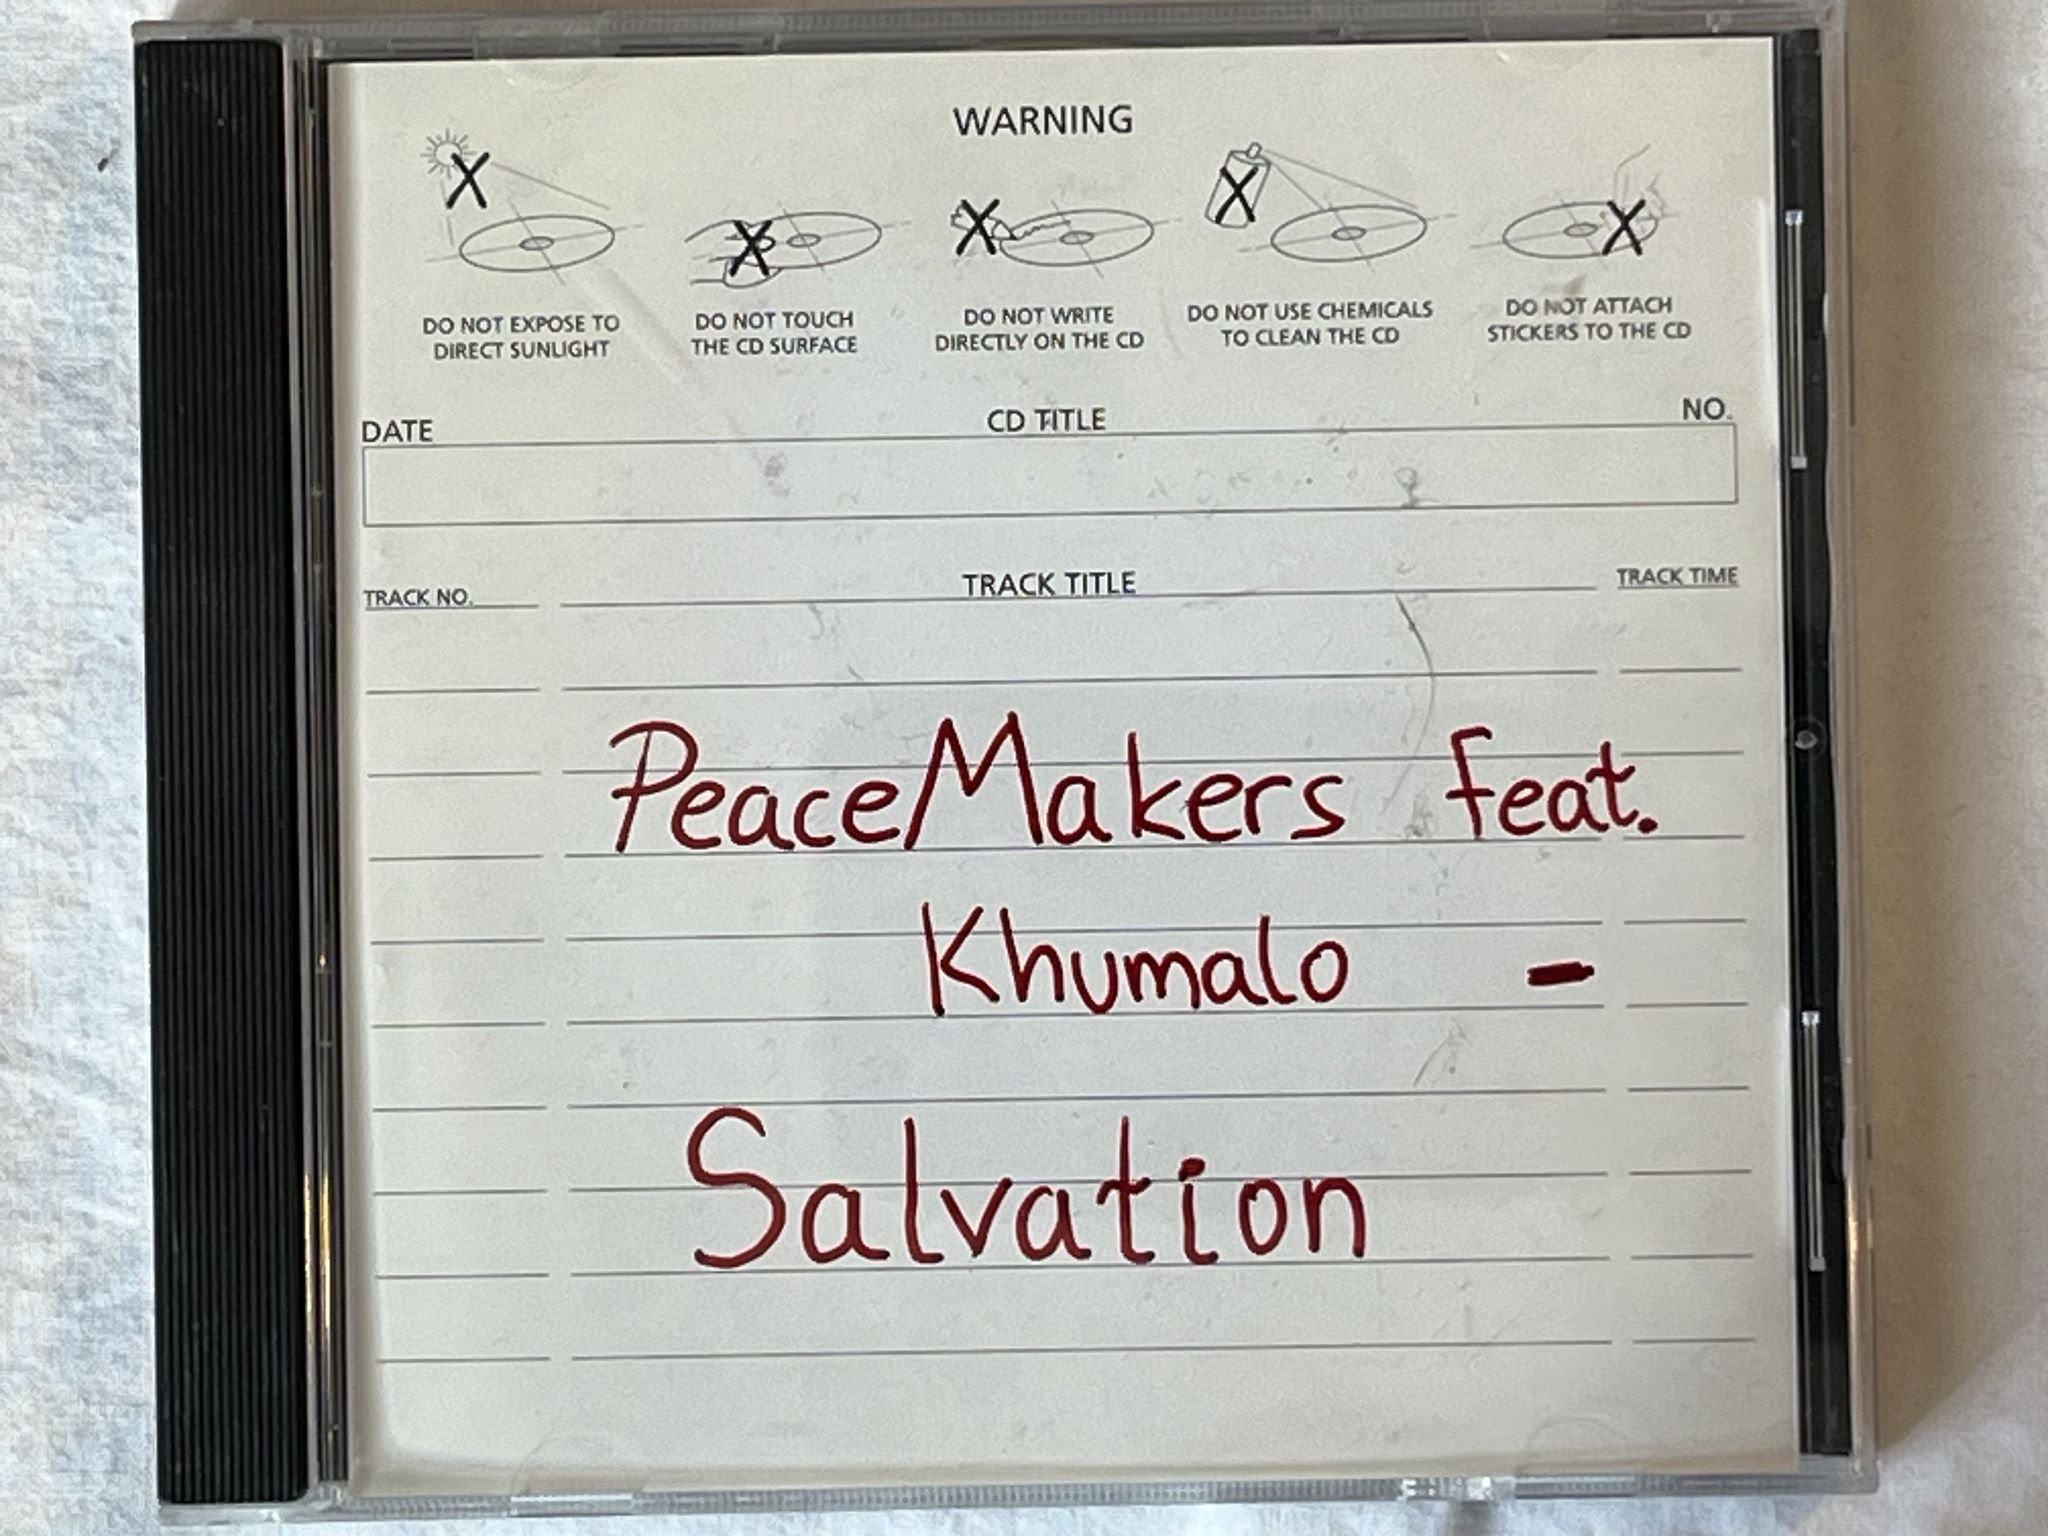 WARNING
DO NOT EXPOSE TO
DIRECT SUNLIGHT
DO NOT TOUCH
THE CD SURFACE
DO NOT WRITE
DIRECTLY ON THE CD
DO NOT USE CHEMICALS
TO CLEAN THE CD
DO NOT ATTACH
STICKERS TO THE CD
DATE CD TITLE NO.
TRACK NO. TRACK TITLE TRACK TIME
PeaceMakers feat.
Khumalo -
Salvation